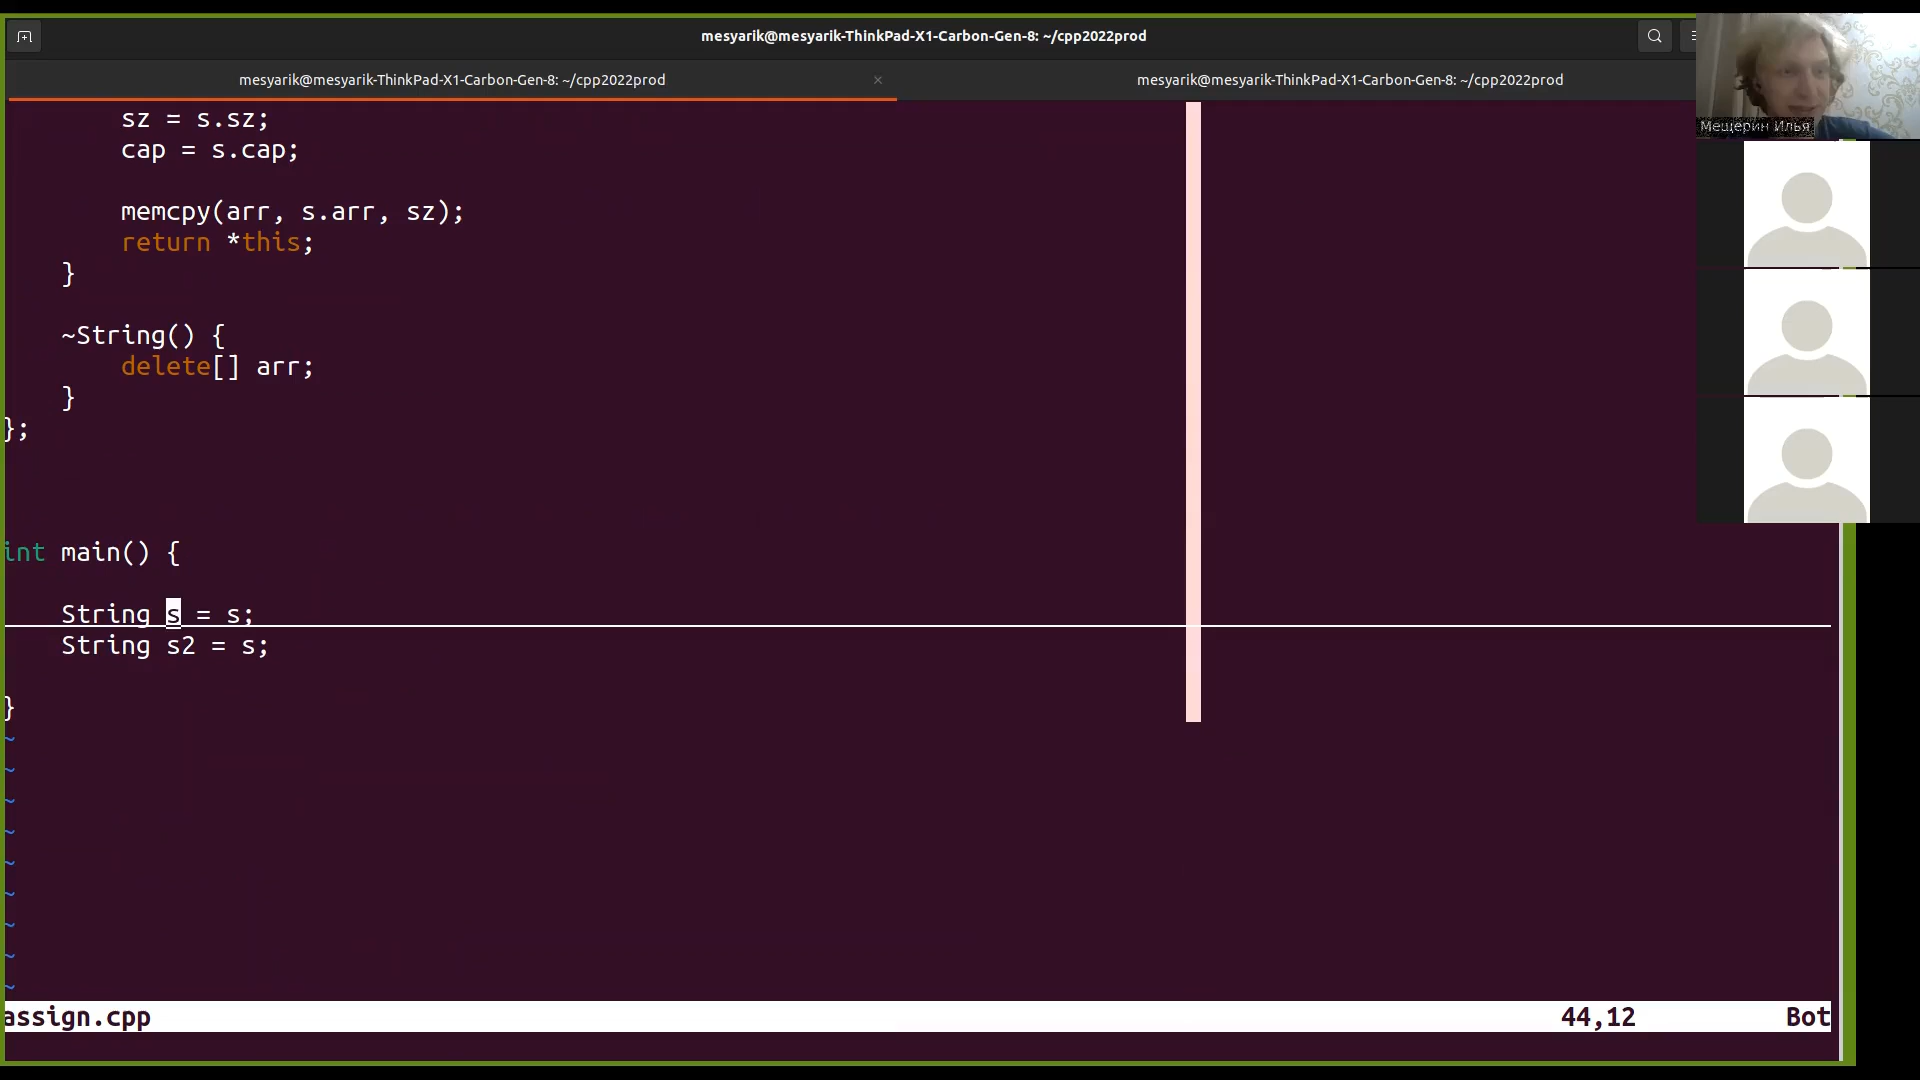 mesyarik@mesyarik-ThinkPad-X1-Carbon-Gen-8: ~/cpp2022prod
mesyarik@mesyarik-ThinkPad-X1-Carbon-Gen-8: ~/cpp2022prod × mesyarik@mesyarik-ThinkPad-X1-Carbon-Gen-8: ~/cpp2022prod
Мещерин Илья
sz = s.sz;
cap = s.cap;
memcpy(arr, s.arr, sz);
return *this;
}
~String() {
delete[] arr;
}
};
int main() {
String s = s;
String s2 = s;
}
~
~
~
~
~
~
~
~
~
assign.cpp 44,12 Bot